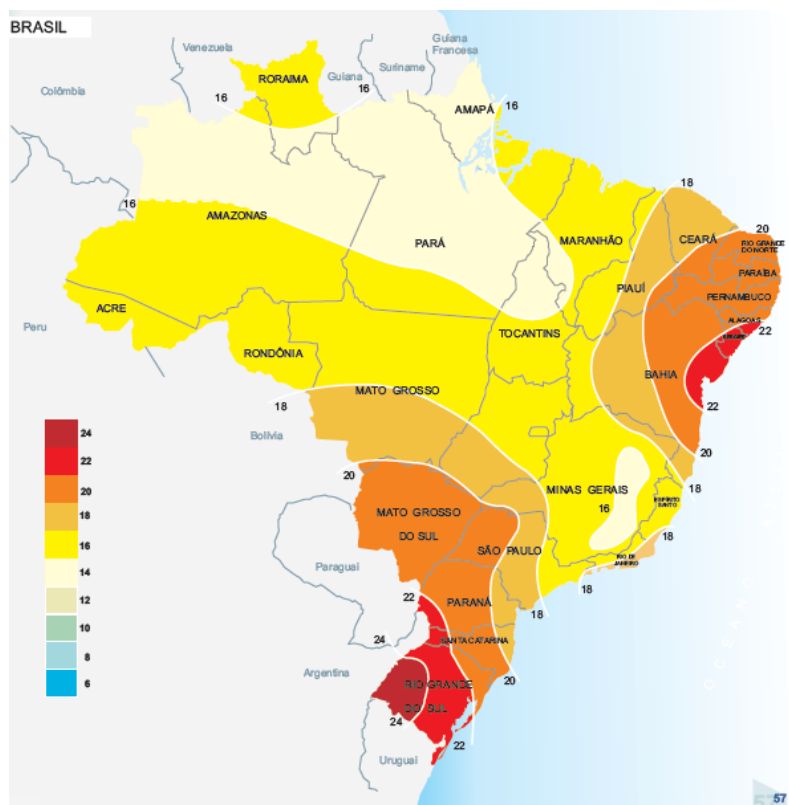 BRASIL
Venezuela
Guiana
Francesa
Suriname
Guiana
Colômbia
RORAIMA
16
16
AMAPÁ
16
16
AMAZONAS
PARÁ
MARANHÃO
18
CEARÁ
20
RIO GRANDE
DO NORTE
PARAÍBA
PIAUÍ
PERNAMBUCO
ALAGOAS
SERGIPE
22
ACRE
Peru
TOCANTINS
RONDÔNIA
BAHIA
MATO GROSSO
18
22
Bolívia
24
22
20
18
16
14
12
10
8
6
20
20
MINAS GERAIS
16
ESPÍRITO
SANTO
18
MATO GROSSO
DO SUL
SÃO PAULO
18
RIO DE
JANEIRO
Paraguai
18
22
PARANÁ
18
24
SANTA CATARINA
Argentina
RIO GRANDE
DO SUL
20
24
22
Uruguai
OCEANO
57
57